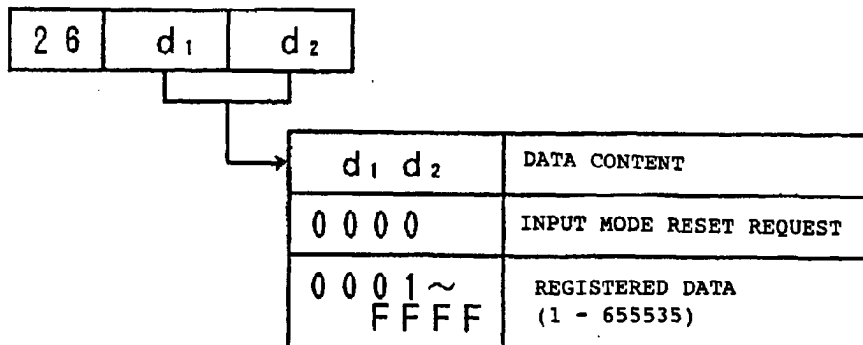 2 6 d₁ d₂
d₁ d₂ DATA CONTENT
0 0 0 0 INPUT MODE RESET REQUEST
0 0 0 1 ~ REGISTERED DATA
F F F F (1 - 655535)